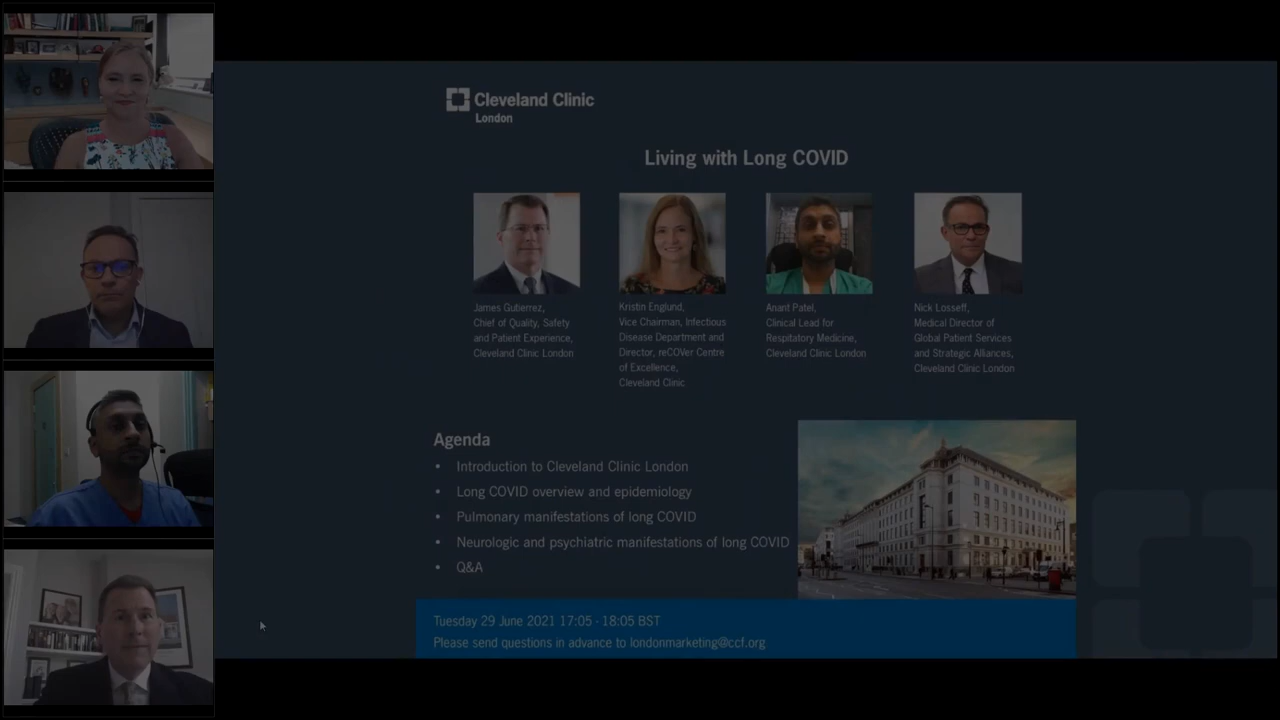 Cleveland Clinic
London
Living with Long COVID
James Gutierrez,
Chief of Quality, Safety
and Patient Experience,
Cleveland Clinic London
Kristin Englund,
Vice Chairman, Infectious
Disease Department and
Director, reCOVer Centre
of Excellence,
Cleveland Clinic
Anant Patel,
Clinical Lead for
Respitatory Medicine,
Cleveland Clinic London
Nick Losseff,
Medical Director of
Global Patient Services
and Strategic Alliances,
Cleveland Clinic London
Agenda
• Introduction to Cleveland Clinic London
• Long COVID overview and epidemiology
• Pulmonary manifestations of long COVID
• Neurologic and psychiatric manifestations of long COVID
• Q&A
Tuesday 29 June 2021 17:05 - 18:05 BST
Please send questions in advance to londonmarketing@ccf.org